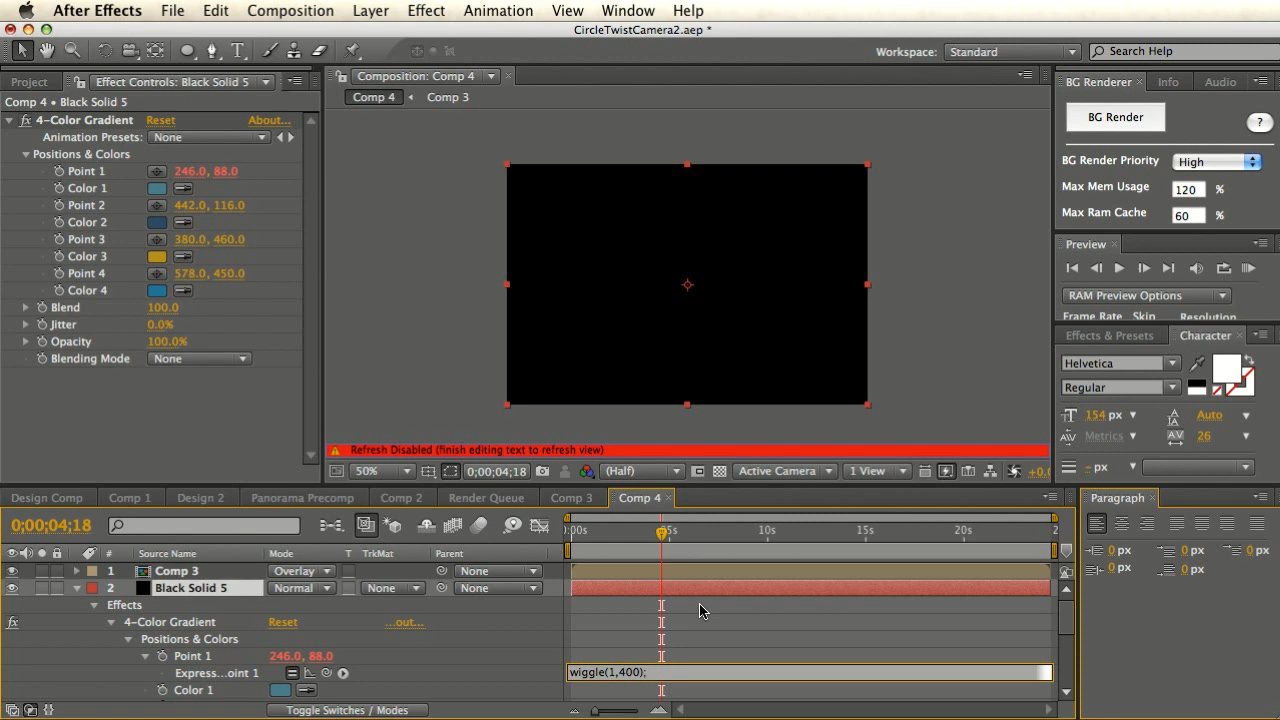 After Effects File Edit Composition Layer Effect Animation View Window Help
CircleTwistCamera2.aep *
Workspace: Standard Search Help
Project Effect Controls: Black Solid 5 Composition: Comp 4 BG Renderer Info Audio
Comp 4 • Black Solid 5 Comp 4 Comp 3
fx 4-Color Gradient Reset About... BG Render ?
Animation Presets: None
Positions & Colors
Point 1 246.0, 88.0 BG Render Priority High
Color 1 Max Mem Usage 120 %
Point 2 442.0, 116.0
Color 2 Max Ram Cache 60 %
Point 3 380.0, 460.0 Preview
Color 3
Point 4 578.0, 450.0
Color 4 RAM Preview Options
Blend 100.0 Frame Rate Skip Resolution
Jitter 0.0% Effects & Presets Character
Opacity 100.0%
Blending Mode None Helvetica
Regular
154 px Auto
Metrics 26
Refresh Disabled (finish editing text to refresh view)
50% 0;00;04;18 (Half) Active Camera 1 View +0.0 - px
Design Comp Comp 1 Design 2 Panorama Precomp Comp 2 Render Queue Comp 3 Comp 4 Paragraph
0;00;04;18 :00s 05s 10s 15s 20s 2
# Source Name Mode T TrkMat Parent 0 px 0 px 0 px
1 Comp 3 Overlay None 0 px 0 px
2 Black Solid 5 Normal None None
Effects
fx 4-Color Gradient Reset ...out...
Positions & Colors
Point 1 246.0, 88.0
Express...oint 1 wiggle(1,400);
Color 1
Toggle Switches / Modes